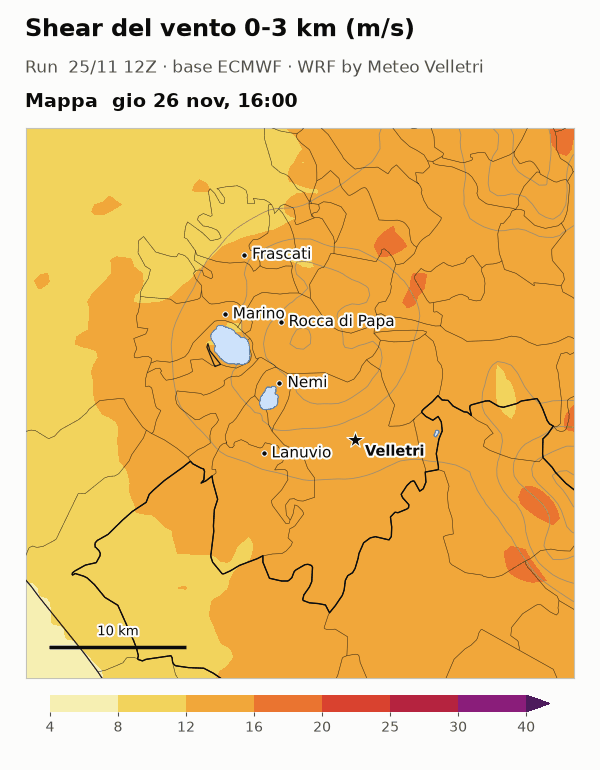 Shear del vento 0-3 km (m/s)
Run  25/11 12Z · base ECMWF · WRF by Meteo Velletri
Mappa  gio 26 nov, 16:00
Frascati
Marino
Rocca di Papa
Nemi
Velletri
Lanuvio
10 km
4 8 12 16 20 25 30 40